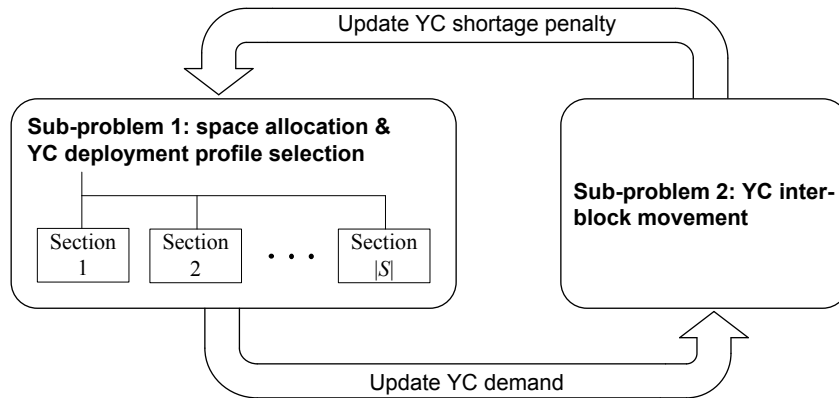 Update YC shortage penalty
Sub-problem 1: space allocation &
YC deployment profile selection
Section
1
Section
2
• • •
Section
|S|
Sub-problem 2: YC inter-
block movement
Update YC demand